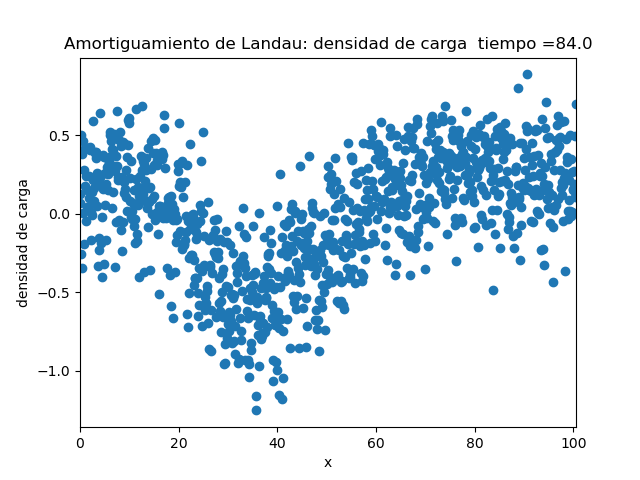 Amortiguamiento de Landau: densidad de carga  tiempo =84.0
densidad de carga
0.5
0.0
−0.5
−1.0
0 20 40 60 80 100
x